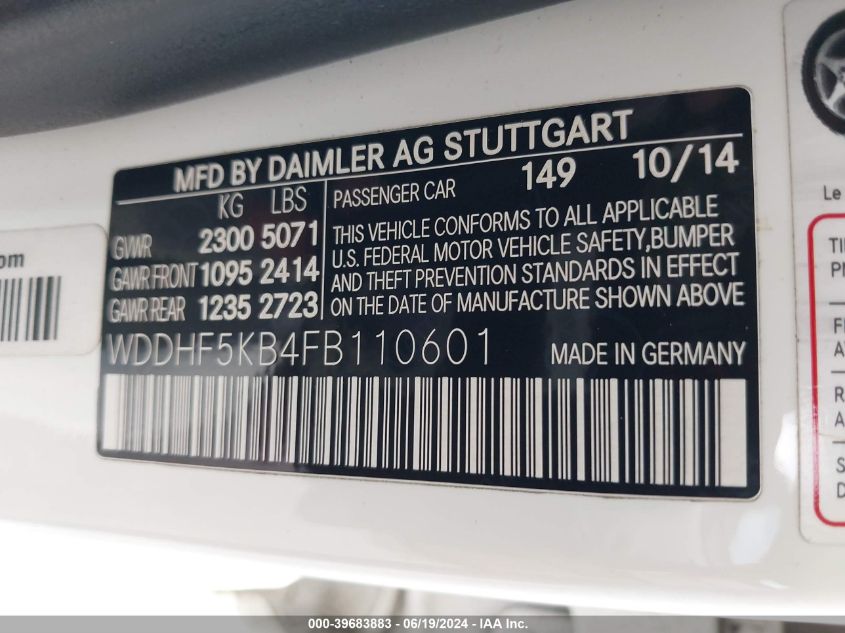 MFD BY DAIMLER AG STUTTGART
KG LBS
GVWR 2300 5071
GAWR FRONT 1095 2414
GAWR REAR 1235 2723
PASSENGER CAR 149 10/14
THIS VEHICLE CONFORMS TO ALL APPLICABLE
U.S. FEDERAL MOTOR VEHICLE SAFETY,BUMPER
AND THEFT PREVENTION STANDARDS IN EFFECT
ON THE DATE OF MANUFACTURE SHOWN ABOVE
WDDHF5KB4FB110601 MADE IN GERMANY
om
Le
TI
F
A
R
A
S
D
000-39683883 - 06/19/2024 - IAA Inc.